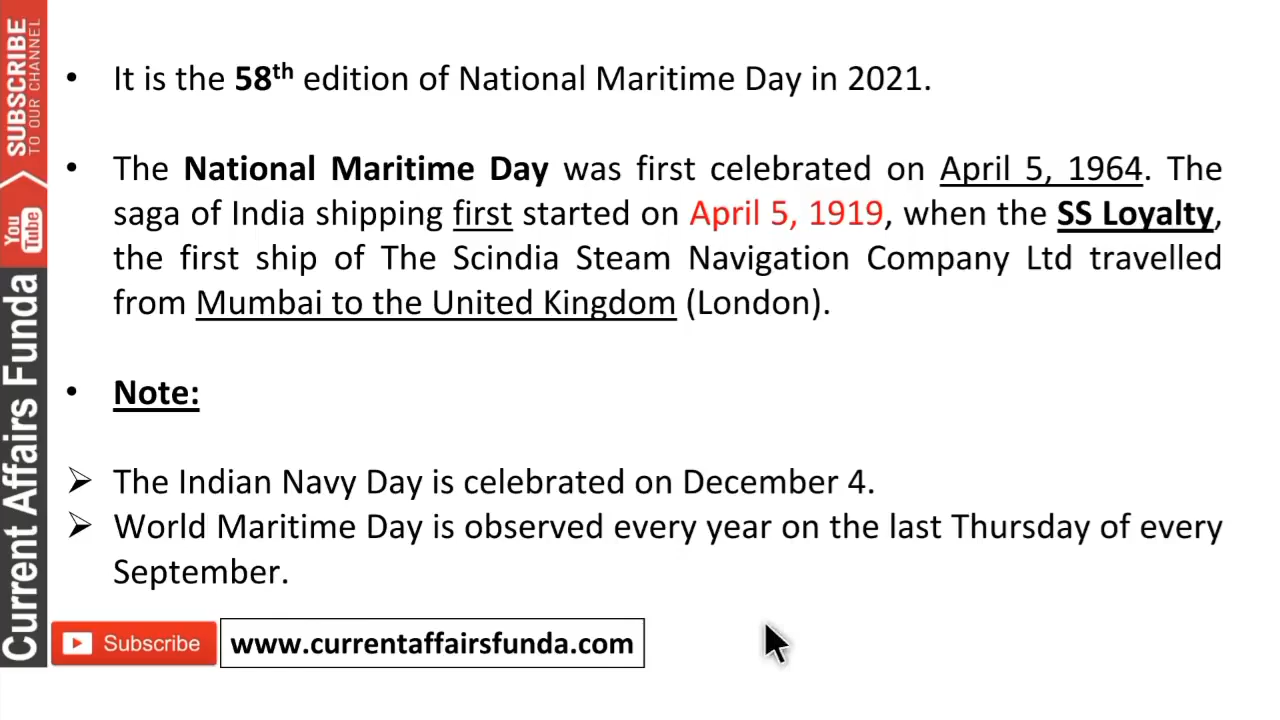 • It is the 58th edition of National Maritime Day in 2021.
• The National Maritime Day was first celebrated on April 5, 1964. The
saga of India shipping first started on April 5, 1919, when the SS Loyalty,
the first ship of The Scindia Steam Navigation Company Ltd travelled
from Mumbai to the United Kingdom (London).
• Note:
➢ The Indian Navy Day is celebrated on December 4.
➢ World Maritime Day is observed every year on the last Thursday of every
September.
Subscribe
www.currentaffairsfunda.com
SUBSCRIBE
TO OUR CHANNEL
You
Tube
Current Affairs Funda